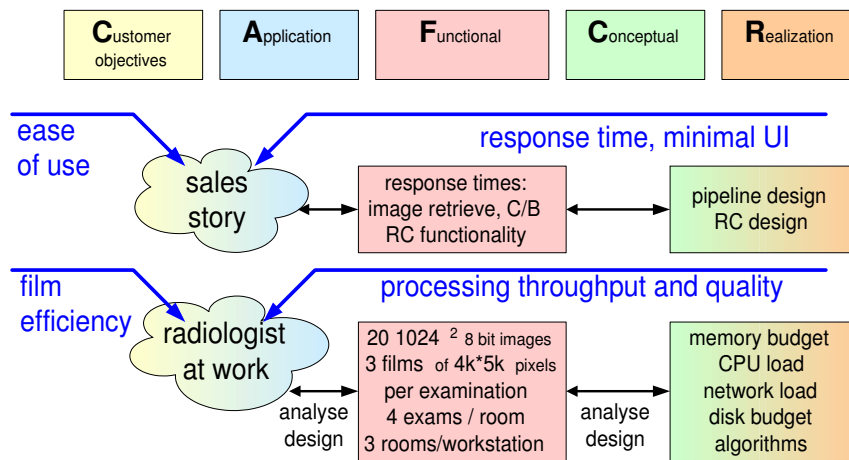 Customer
objectives
Application
Functional
Conceptual
Realization
ease
of use
response time, minimal UI
sales
story
response times:
image retrieve, C/B
RC functionality
pipeline design
RC design
film
efficiency
processing throughput and quality
radiologist
at work
20 1024 ² 8 bit images
3 films of 4k*5k pixels
per examination
4 exams / room
3 rooms/workstation
analyse
design
analyse
design
memory budget
CPU load
network load
disk budget
algorithms